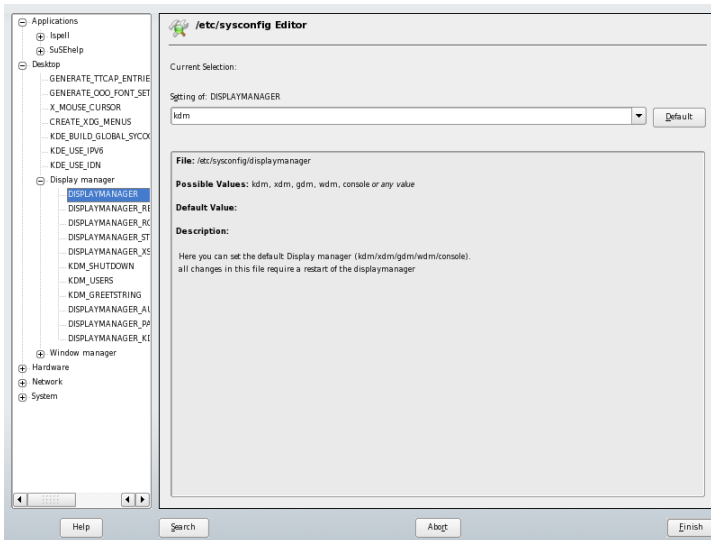 Applications
Ispell
SuSEhelp
Desktop
GENERATE_TTCAP_ENTRIE
GENERATE_OOO_FONT_SET
X_MOUSE_CURSOR
CREATE_XDG_MENUS
KDE_BUILD_GLOBAL_SYCOC
KDE_USE_IPV6
KDE_USE_IDN
Display manager
DISPLAYMANAGER
DISPLAYMANAGER_RE
DISPLAYMANAGER_RO
DISPLAYMANAGER_ST
DISPLAYMANAGER_XS
KDM_SHUTDOWN
KDM_USERS
KDM_GREETSTRING
DISPLAYMANAGER_AU
DISPLAYMANAGER_PA
DISPLAYMANAGER_KD
Window manager
Hardware
Network
System
/etc/sysconfig Editor
Current Selection:
Setting of: DISPLAYMANAGER
kdm
Default
File: /etc/sysconfig/displaymanager
Possible Values: kdm, xdm, gdm, wdm, console or any value
Default Value:
Description:
Here you can set the default Display manager (kdm/xdm/gdm/wdm/console).
all changes in this file require a restart of the displaymanager
Help
Search
Abort
Finish